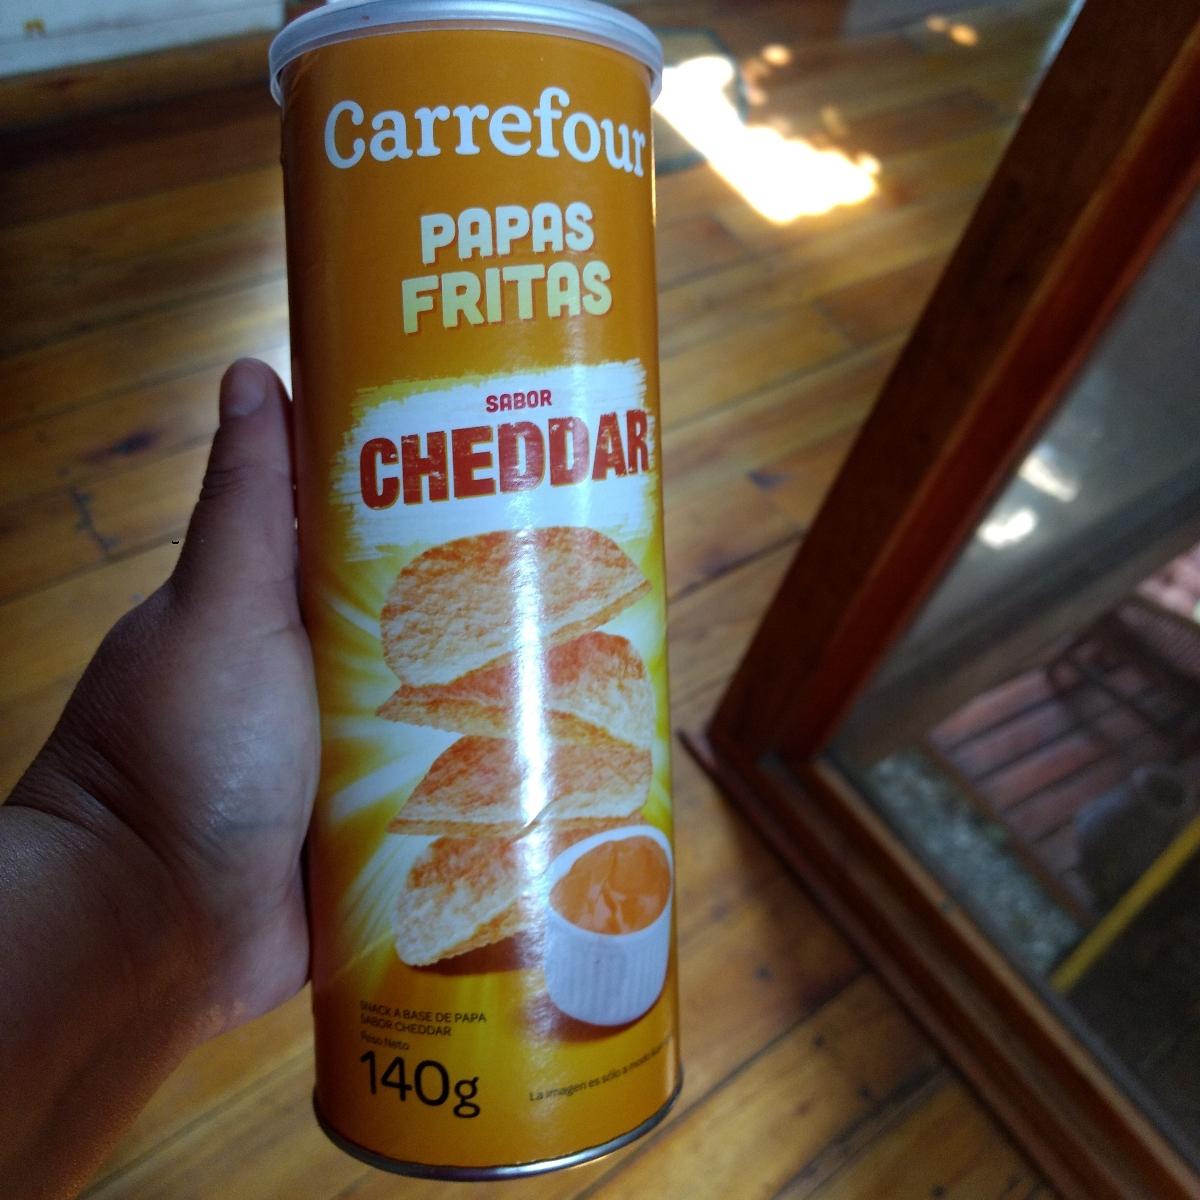 Carrefour
PAPAS
FRITAS
SABOR
CHEDDAR
SNACK A BASE DE PAPA
SABOR CHEDDAR
Peso Neto
140g
La imagen es sólo a modo